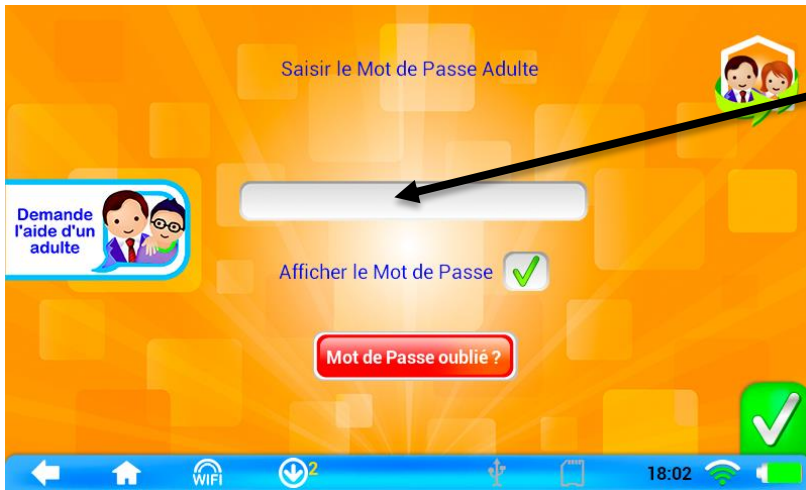 Saisir le Mot de Passe Adulte
Demande
l'aide d'un
adulte
Afficher le Mot de Passe
Mot de Passe oublié ?
WIFI
2
18:02